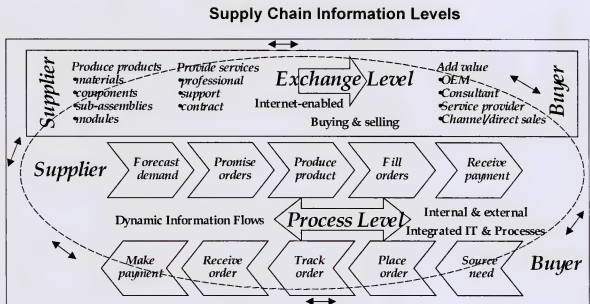 Supply Chain Information Levels
Supplier
Produce products
•materials
•components
•sub-assemblies
•modules
Provide services
•professional
•support
•contract
Exchange Level
Internet-enabled
Buying & selling
Add value
•OEM
•Consultant
•Service provider
•Channel/direct sales
Buyer
Supplier
Forecast
demand
Promise
orders
Produce
product
Fill
orders
Receive
payment
Dynamic Information Flows
Process Level
Internal & external
Integrated IT & Processes
Make
payment
Receive
order
Track
order
Place
order
Source
need
Buyer